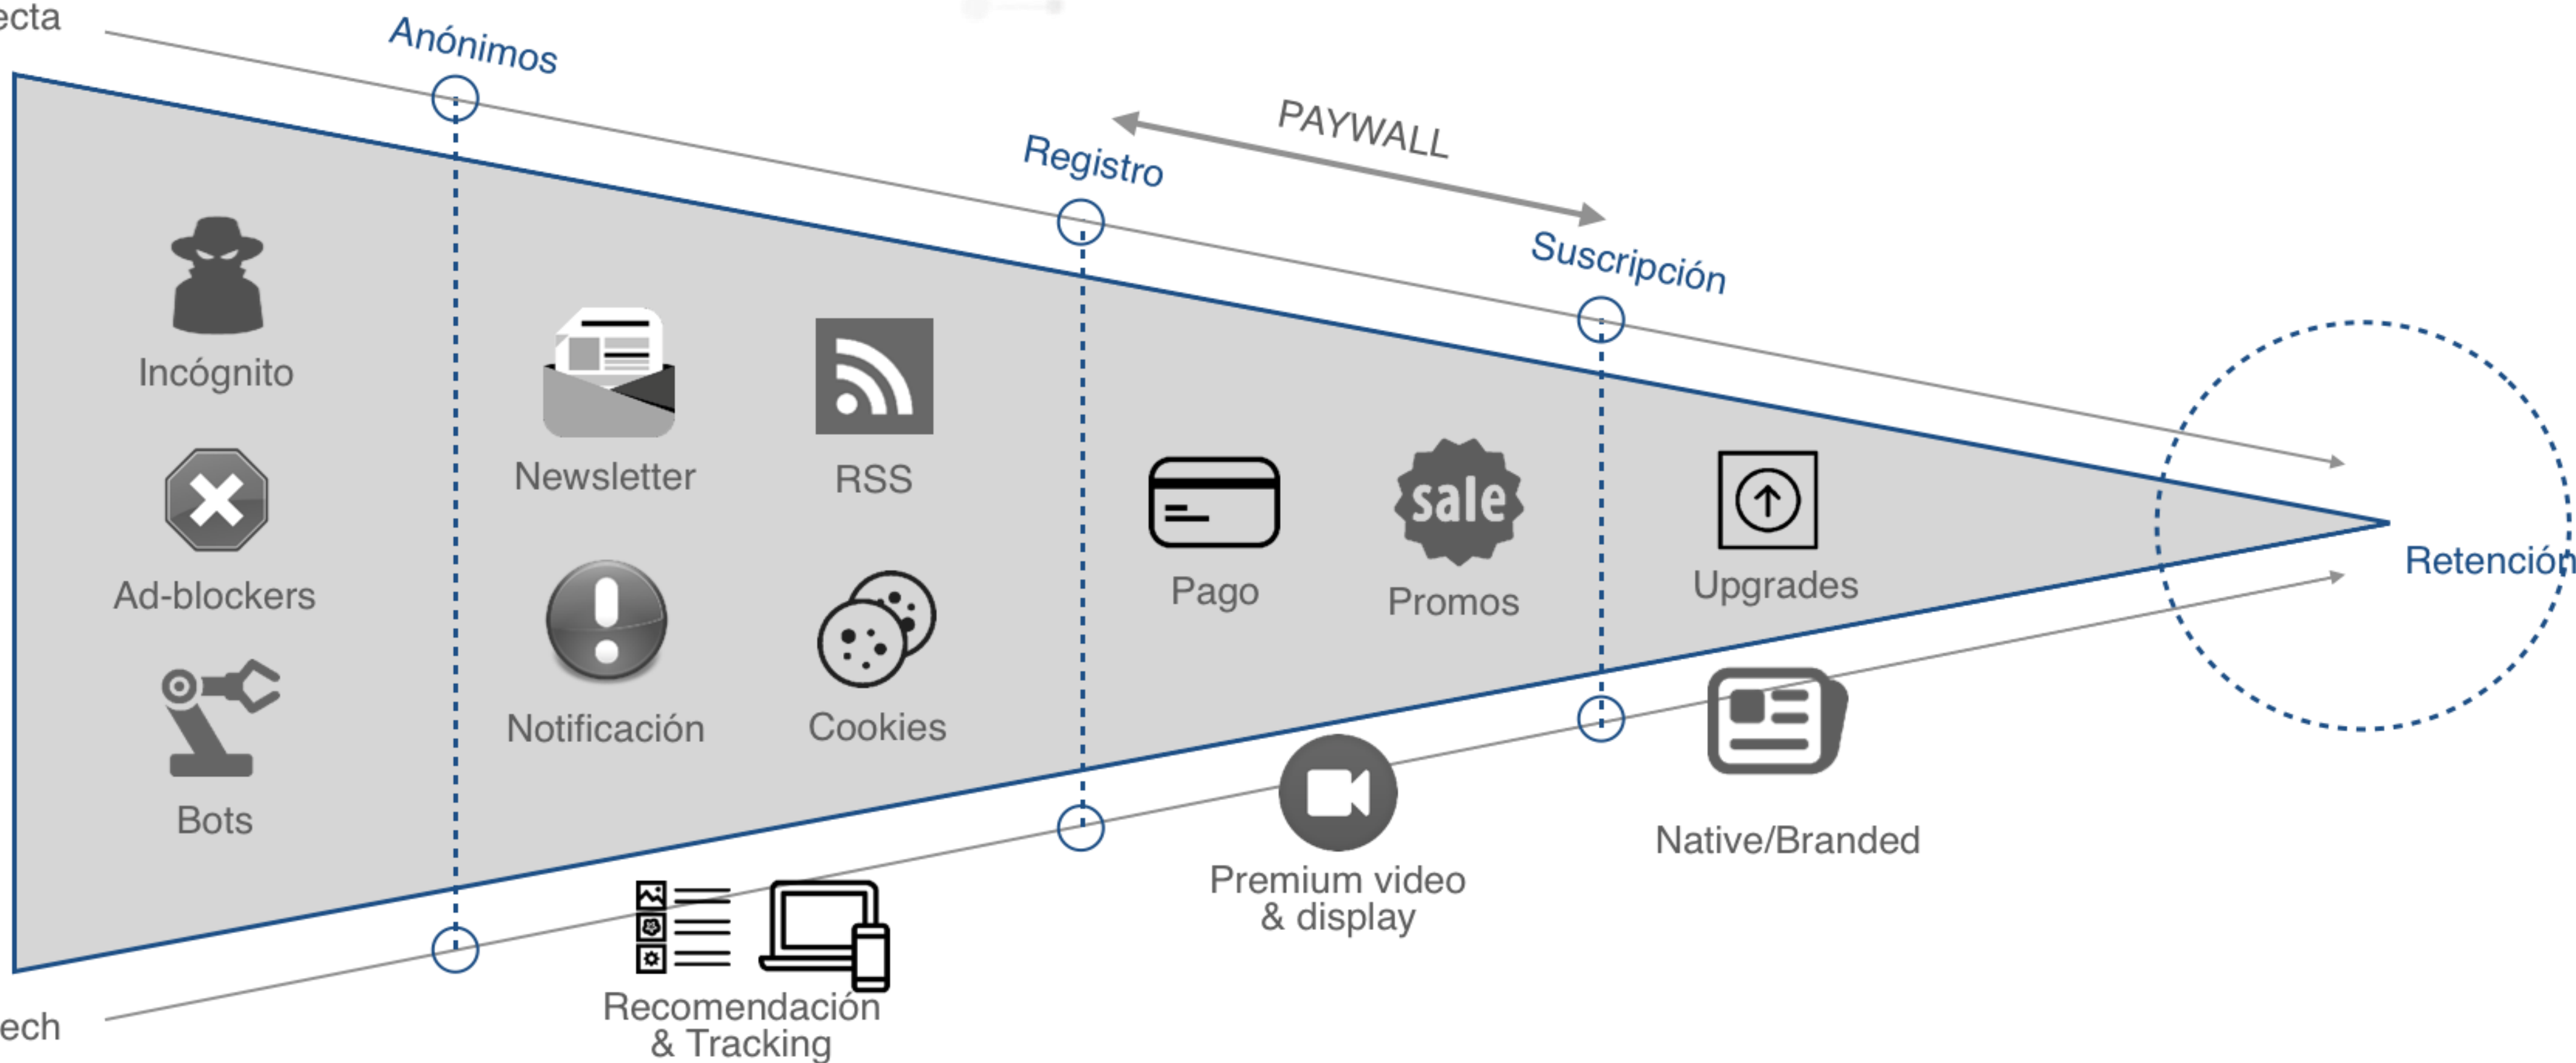 ecta
Anónimos
Registro
PAYWALL
Suscripción
Incógnito
Ad-blockers
Bots
Newsletter
RSS
Notificación
Cookies
Pago
sale
Promos
Upgrades
Retención
Recomendación
& Tracking
Premium video
& display
Native/Branded
ech